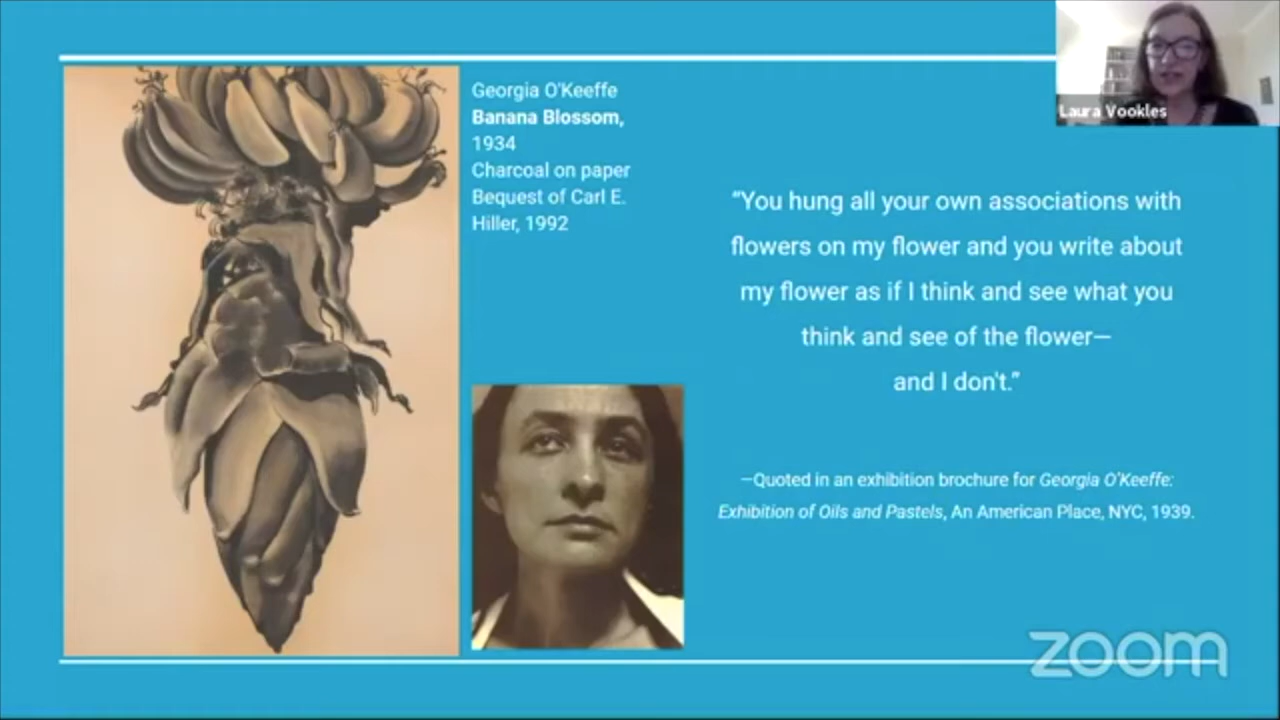 Georgia O'Keeffe
Banana Blossom,
1934
Charcoal on paper
Bequest of Carl E.
Hiller, 1992
Laura Vookles
“You hung all your own associations with
flowers on my flower and you write about
my flower as if I think and see what you
think and see of the flower—
and I don't.”
—Quoted in an exhibition brochure for Georgia O'Keeffe:
Exhibition of Oils and Pastels, An American Place, NYC, 1939.
zoom